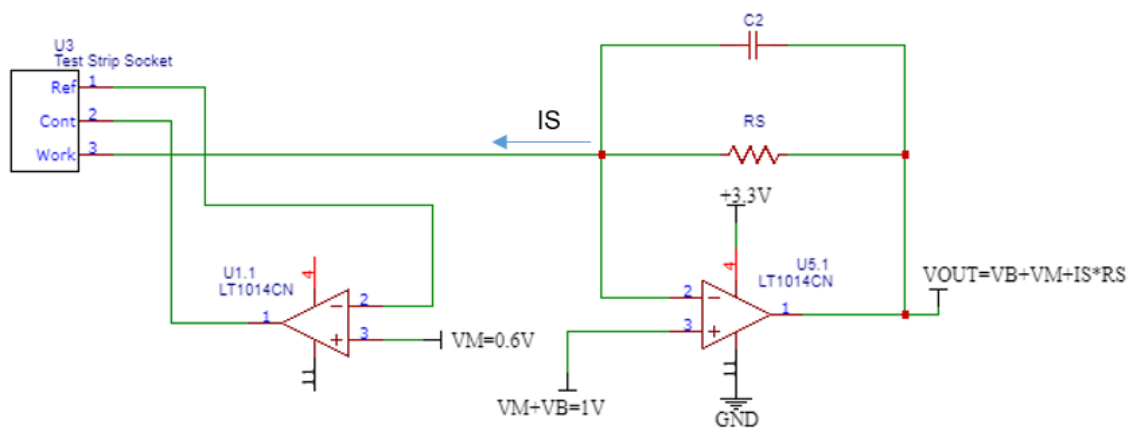 C2
U3
Test Strip Socket
Ref 1
Cont 2
Work 3
IS
RS
+3.3V
4
U5.1
LT1014CN
2
3
1
11
GND
VOUT=VB+VM+IS*RS
U1.1
LT1014CN
4
1
2
3
11
VM=0.6V
VM+VB=1V